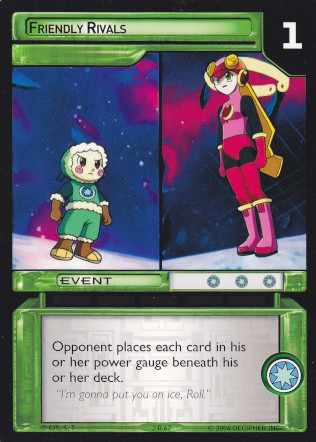 FRIENDLY RIVALS
1
EVENT
Opponent places each card in his
or her power gauge beneath his
or her deck.
"I'm gonna put you on ice, Roll."
© 2004 DECIPHER INC.